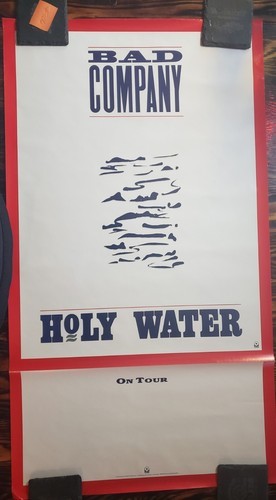 BAD
COMPANY
HOLY WATER
ON TOUR